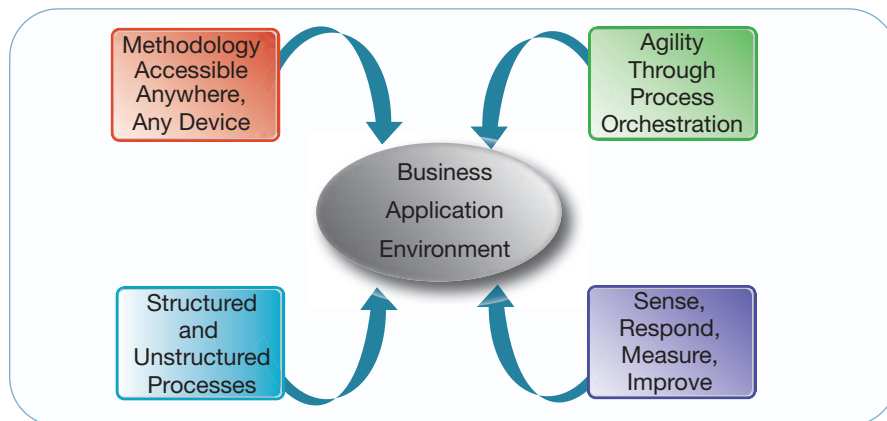 Methodology
Accessible
Anywhere,
Any Device
Agility
Through
Process
Orchestration
Business
Application
Environment
Structured
and
Unstructured
Processes
Sense,
Respond,
Measure,
Improve